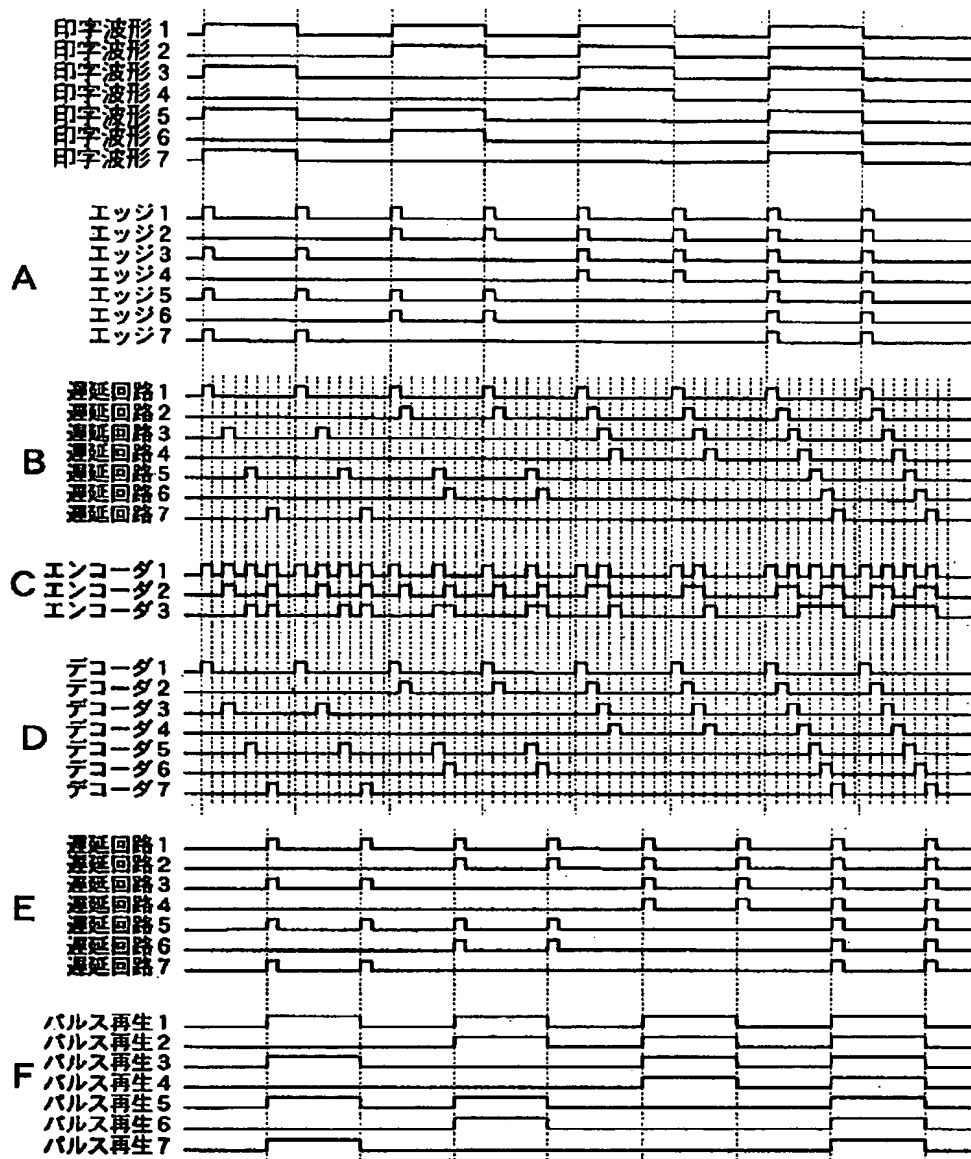 印字波形1
印字波形2
印字波形3
印字波形4
印字波形5
印字波形6
印字波形7
A
エッジ1
エッジ2
エッジ3
エッジ4
エッジ5
エッジ6
エッジ7
B
遅延回路1
遅延回路2
遅延回路3
遅延回路4
遅延回路5
遅延回路6
遅延回路7
C
エンコーダ1
エンコーダ2
エンコーダ3
D
デコーダ1
デコーダ2
デコーダ3
デコーダ4
デコーダ5
デコーダ6
デコーダ7
E
遅延回路1
遅延回路2
遅延回路3
遅延回路4
遅延回路5
遅延回路6
遅延回路7
F
パルス再生1
パルス再生2
パルス再生3
パルス再生4
パルス再生5
パルス再生6
パルス再生7